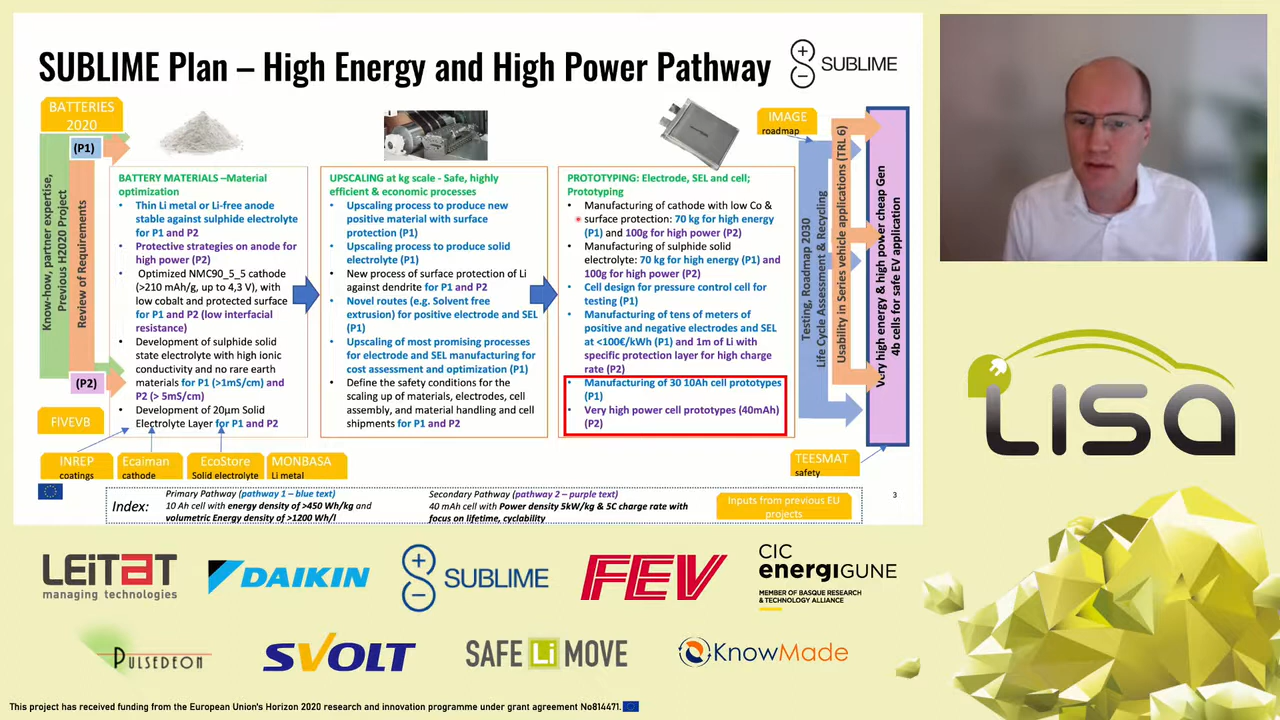 SUBLIME Plan – High Energy and High Power Pathway
SUBLIME
BATTERIES
2020
(P1)
(P2)
Know-how, partner expertise,
Previous H2020 Project
Review of Requirements
BATTERY MATERIALS –Material
optimization
• Thin Li metal or Li-free anode
stable against sulphide electrolyte
for P1 and P2
• Protective strategies on anode for
high power (P2)
• Optimized NMC90_5_5 cathode
(>210 mAh/g, up to 4,3 V), with
low cobalt and protected surface
for P1 and P2 (low interfacial
resistance)
• Development of sulphide solid
state electrolyte with high ionic
conductivity and no rare earth
materials for P1 (>1mS/cm) and
P2 (> 5mS/c)
• Development of 20µm Solid
Electrolyte Layer for P1 and P2
UPSCALING at kg scale - Safe, highly
efficient & economic processes
• Upscaling process to produce new
positive material with surface
protection (P1)
• Upscaling process to produce solid
electrolyte (P1)
• New process of surface protection of Li
against dendrite for P1 and P2
• Novel routes (e.g. Solvent free
extrusion) for positive electrode and SEL
(P1)
• Upscaling of most promising processes
for electrode and SEL manufacturing for
cost assessment and optimization (P1)
• Define the safety conditions for the
scaling up of materials, electrodes, cell
assembly, and material handling and cell
shipments for P1 and P2
PROTOTYPING: Electrode, SEL and cell;
Prototyping
• Manufacturing of cathode with low Co &
surface protection: 70 kg for high energy
(P1) and 100g for high power (P2)
• Manufacturing of sulphide solid
electrolyte: 70 kg for high energy (P1) and
100g for high power (P2)
• Cell design for pressure control cell for
testing (P1)
• Manufacturing of tens of meters of
positive and negative electrodes and SEL
at <100€/kWh (P1) and 1m of Li with
specific protection layer for high charge
rate (P2)
• Manufacturing of 30 10Ah cell prototypes
(P1)
• Very high power cell prototypes (40mAh)
(P2)
IMAGE
roadmap
Testing, Roadmap 2030
Life Cycle Assessment & Recycling
Usability in Series vehicle applications (TRL 6)
Very high energy & high power cheap Gen
4b cells for safe EV application
FIVEVB
INREP
coatings
Ecaiman
cathode
EcoStore
Solid electrolyte
MONBASA
Li metal
TEESMAT
safety
Index:
Primary Pathway (pathway 1 – blue text)
10 Ah cell with energy density of >450 Wh/kg and
volumetric Energy density of >1200 Wh/l
Secondary Pathway (pathway 2 – purple text)
40 mAh cell with Power density 5kW/kg & 5C charge rate with
focus on lifetime, cyclability
Inputs from previous EU
projects
3
LISA
LEITAT
managing technologies
DAIKIN
SUBLIME
FEV
CIC
energiGUNE
MEMBER OF BASQUE RESEARCH
& TECHNOLOGY ALLIANCE
PULSEDEON
SVOLT
SAFE Li MOVE
KnowMade
This project has received funding from the European Union's Horizon 2020 research and innovation programme under grant agreement No814471.